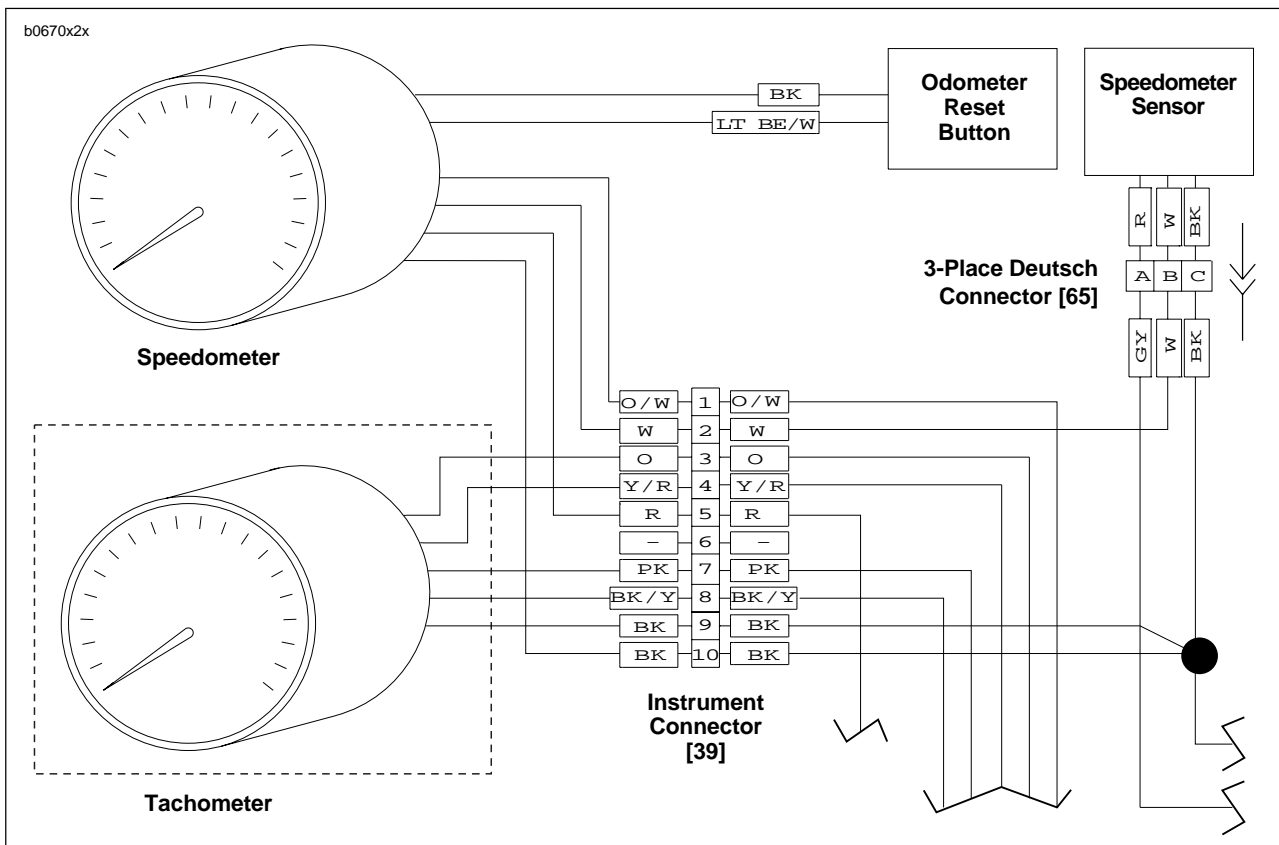 b0670x2x
BK
LT BE/W
Odometer
Reset
Button
Speedometer
Sensor
R W BK
3-Place Deutsch
Connector [65]
A B C
GY W BK
Speedometer
O/W 1 O/W
W 2 W
O 3 O
Y/R 4 Y/R
R 5 R
– 6 –
PK 7 PK
BK/Y 8 BK/Y
BK 9 BK
BK 10 BK
Instrument
Connector
[39]
Tachometer